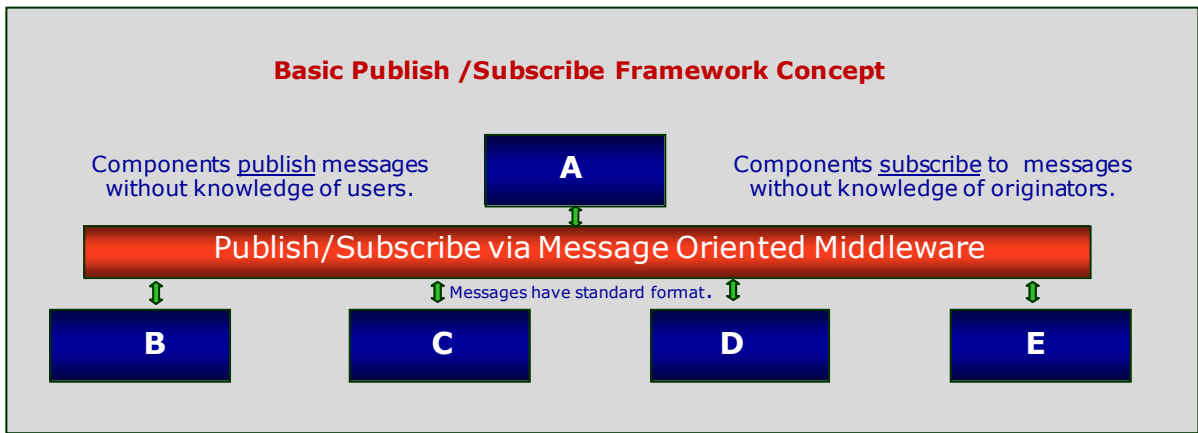 Basic Publish /Subscribe Framework Concept
Components publish messages
without knowledge of users.
A
Components subscribe to messages
without knowledge of originators.
Publish/Subscribe via Message Oriented Middleware
Messages have standard format.
B
C
D
E